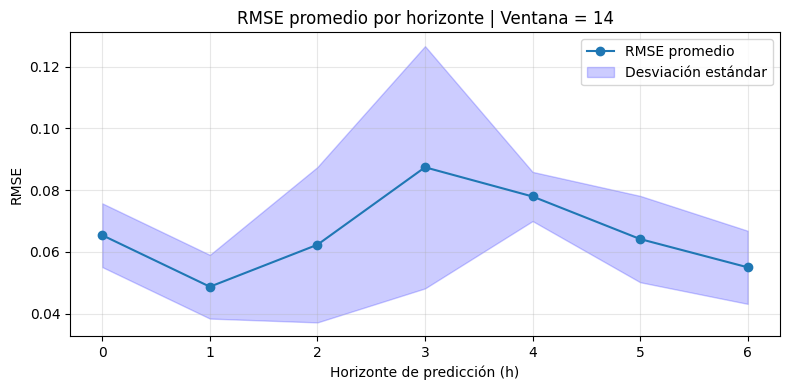 RMSE promedio por horizonte | Ventana = 14
RMSE promedio
Desviación estándar
RMSE
0.12
0.10
0.08
0.06
0.04
0 1 2 3 4 5 6
Horizonte de predicción (h)